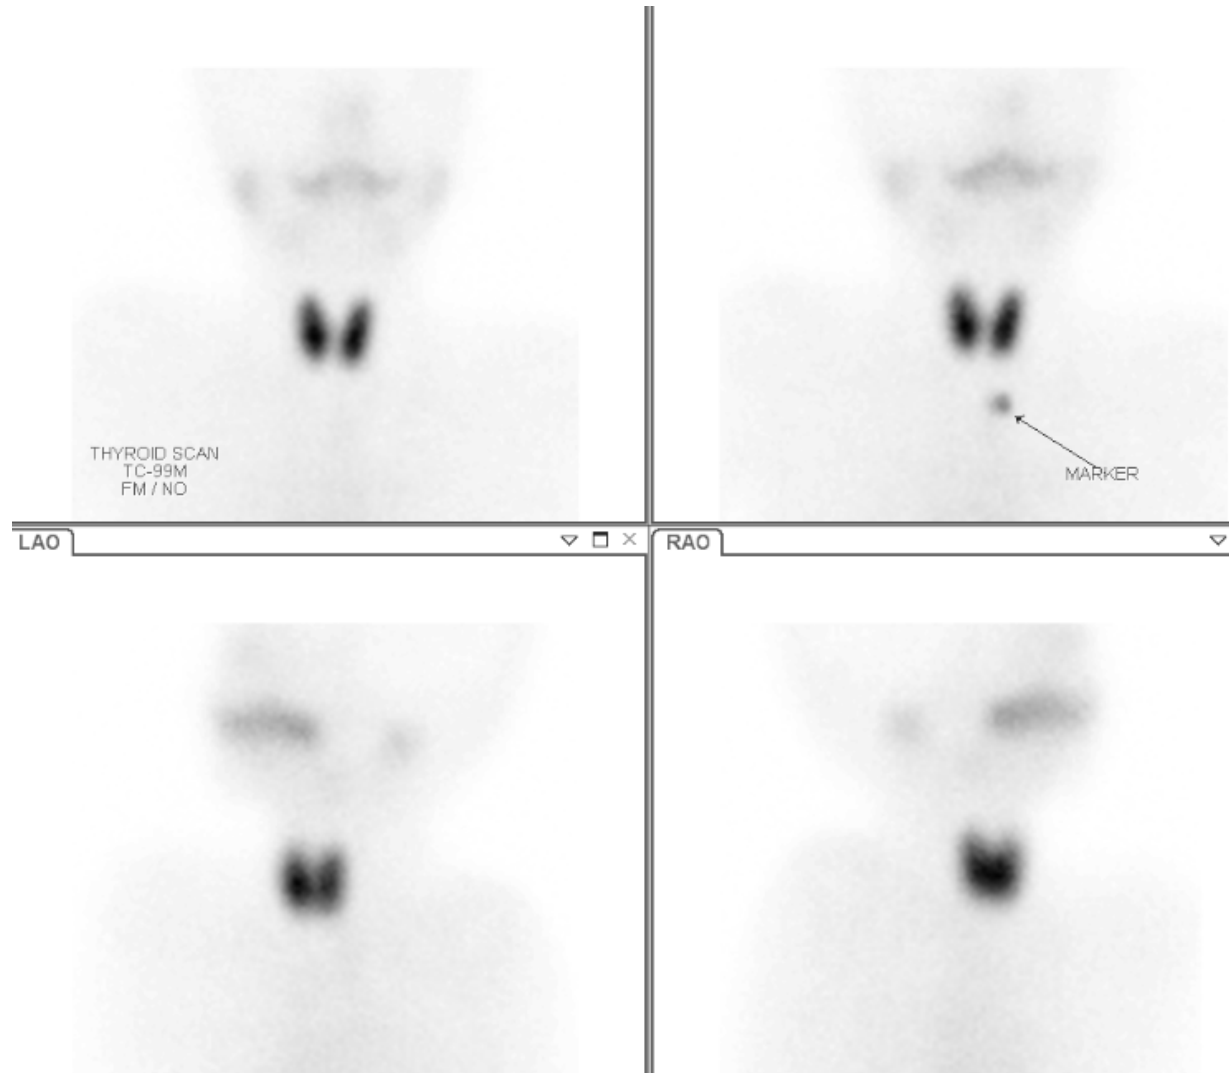 THYROID SCAN
TC-99M
FM / NO
MARKER
LAO
RAO